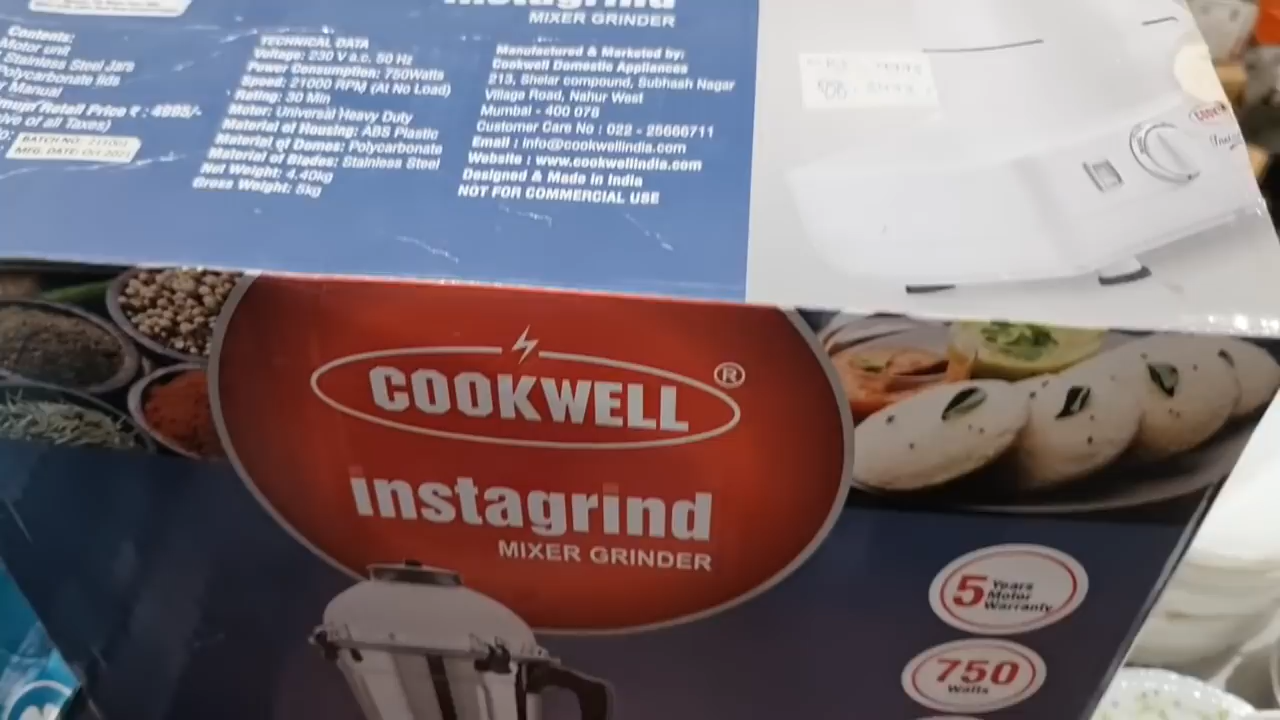 instagrind
MIXER GRINDER
Contents:
Motor unit
Stainless Steel Jars
Polycarbonate lids
Manual
Retail Price ₹ : 4995/-
of all Taxes)
BATCH NO: 211001
MFG. DATE: Oct-2021
TECHNICAL DATA
Voltage: 230 V a.c, 50 Hz
Power Consumption: 750Watts
Speed: 21000 RPM (At No Load)
Rating: 30 Min
Motor: Universal Heavy Duty
Material of Housing: ABS Plastic
Material of Domes: Polycarbonate
Material of Blades: Stainless Steel
Net Weight: 4.40kg
Gross Weight: 5kg
Manufactured & Marketed by:
Cookwell Domestic Appliances
213, Shelar compound, Subhash Nagar
Village Road, Nahur West
Mumbai - 400 078
Customer Care No : 022 - 25666711
Email : info@cookwellindia.com
Website : www.cookwellindia.com
Designed & Made in India
NOT FOR COMMERCIAL USE
COOKWELL ®
instagrind
MIXER GRINDER
5 Years
Motor
Warranty
750
Watts